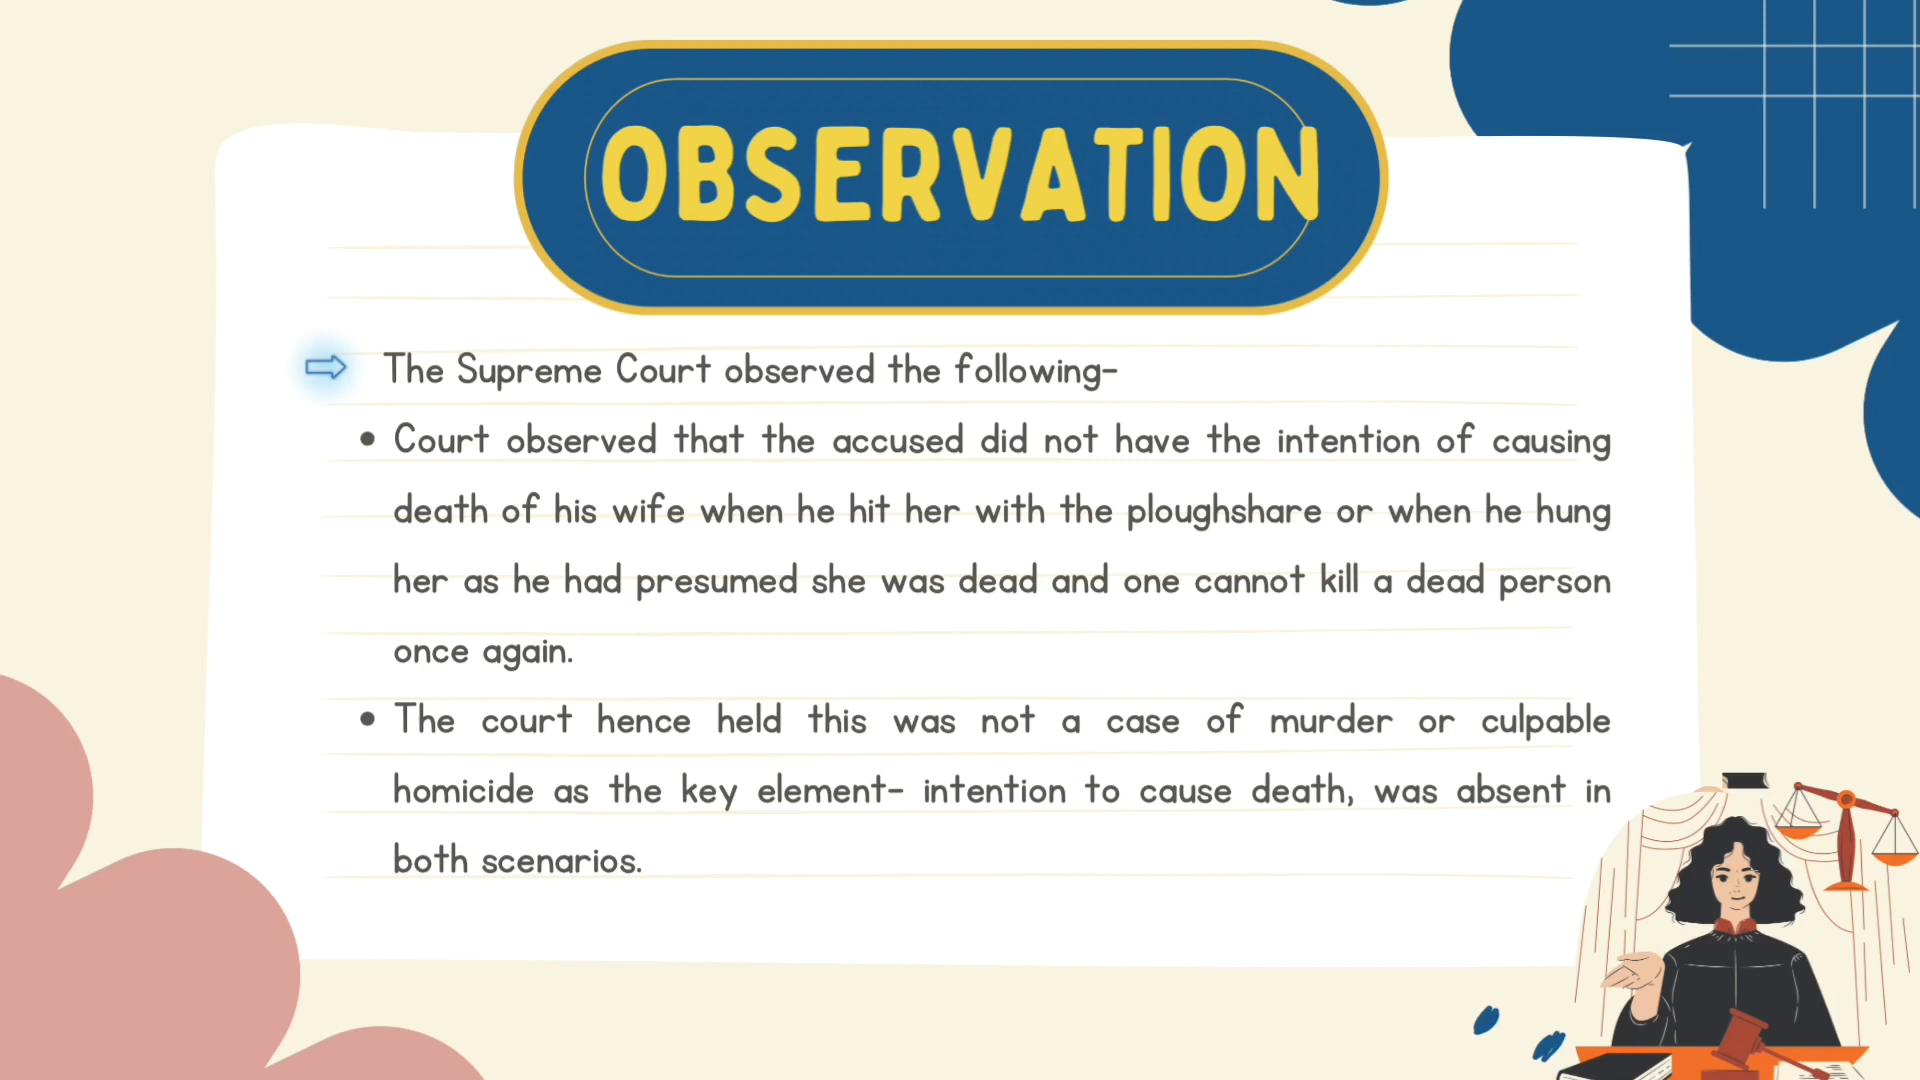 OBSERVATION
The Supreme Court observed the following-
• Court observed that the accused did not have the intention of causing
death of his wife when he hit her with the ploughshare or when he hung
her as he had presumed she was dead and one cannot kill a dead person
once again.
• The court hence held this was not a case of murder or culpable
homicide as the key element- intention to cause death, was absent in
both scenarios.